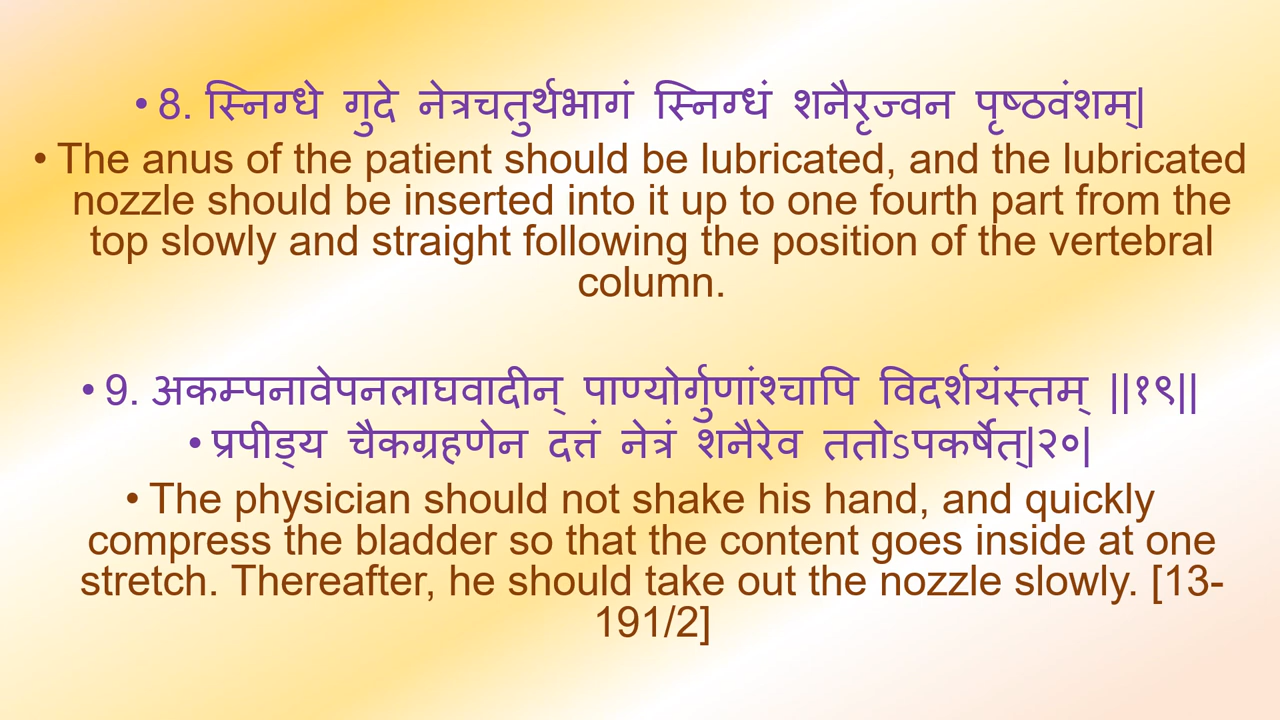 • 8. स्निग्धे गुदे नेत्रचतुर्थभागं स्निग्धं शनैरृज्वन पृष्ठवंशम्|
• The anus of the patient should be lubricated, and the lubricated
nozzle should be inserted into it up to one fourth part from the
top slowly and straight following the position of the vertebral
column.
• 9. अकम्पनावेपनलाघवादीन् पाण्योर्गुणांश्चापि विदर्शयंस्तम् ||१९||
• प्रपीड्य चैकग्रहणेन दत्तं नेत्रं शनैरेव ततोऽपकर्षेत्|२०|
• The physician should not shake his hand, and quickly
compress the bladder so that the content goes inside at one
stretch. Thereafter, he should take out the nozzle slowly. [13-
191/2]